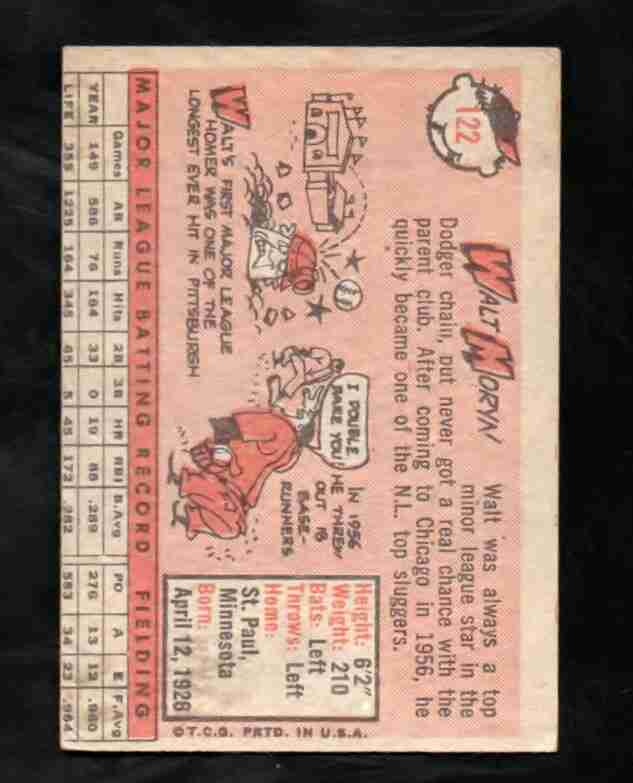 122
WALT MORYN
Walt was always a top
minor league star in the
Dodger chain, but never got a real chance with the
parent club. After coming to Chicago in 1956, he
quickly became one of the N.L. top sluggers.
WALT'S FIRST MAJOR LEAGUE
HOMER WAS ONE OF THE
LONGEST EVER HIT IN PITTSBURGH
I DOUBLE
DARE YOU!
IN 1956
HE THREW
OUT 18
BASE-
RUNNERS
Height: 6'2"
Weight: 210
Bats: Left
Throws: Left
Home:
St. Paul,
Minnesota
Born:
April 12, 1926
©T.C.G. PRTD. IN U.S.A.
MAJOR LEAGUE BATTING RECORD FIELDING
Games AB Runs Hits 2B 3B HR RBI B.Avg PO A E F.Avg
YEAR 149 586 76 164 33 0 19 88 .289 276 13 12 .960
LIFE 355 1225 164 345 65 5 45 172 .282 583 34 23 .964